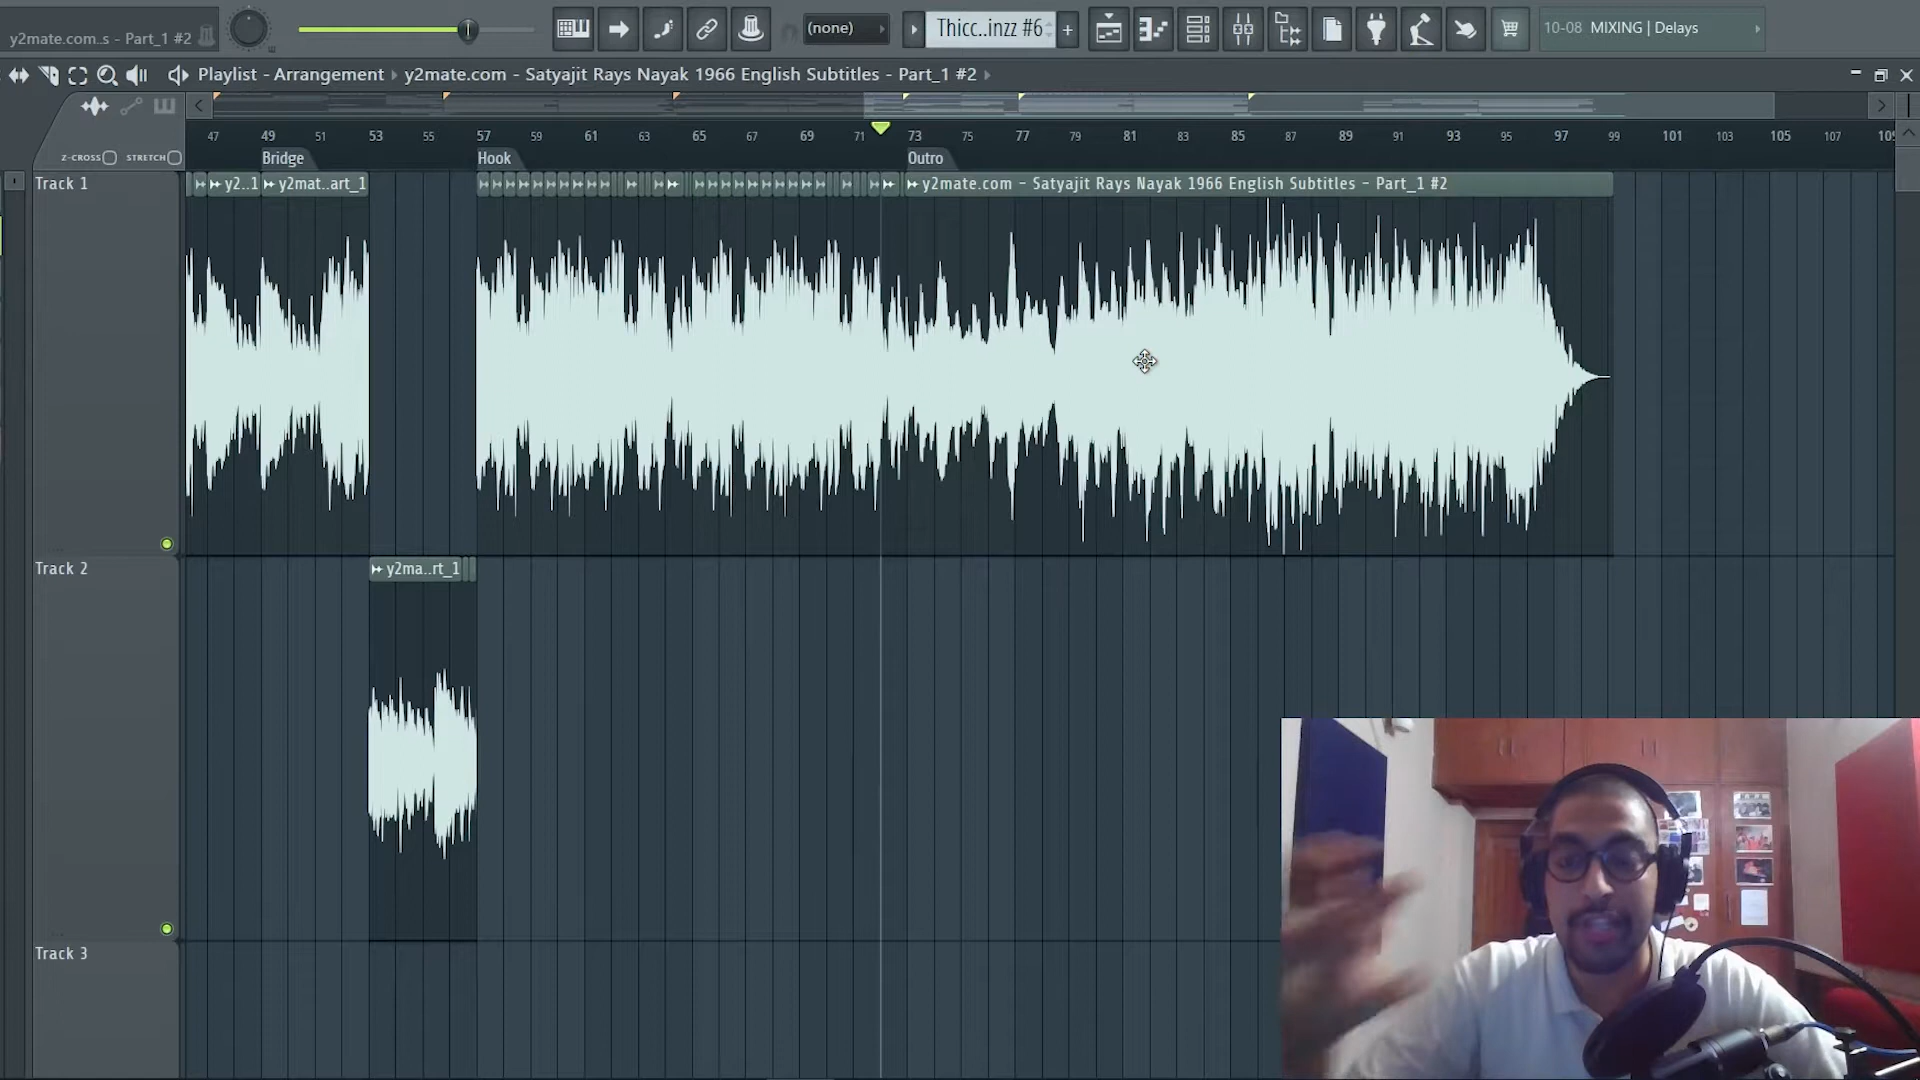 y2mate.com..s - Part_1 #2
(none)
Thicc..inzz #6
10-08 MIXING | Delays
Playlist - Arrangement y2mate.com - Satyajit Rays Nayak 1966 English Subtitles - Part_1 #2
47 49 51 53 55 57 59 61 63 65 67 69 71 73 75 77 79 81 83 85 87 89 91 93 95 97 99 101 103 105 107 109
Z-CROSS STRETCH
Bridge
Hook
Outro
Track 1
y2..1
y2mat..art_1
y2mate.com - Satyajit Rays Nayak 1966 English Subtitles - Part_1 #2
Track 2
y2ma..rt_1
Track 3